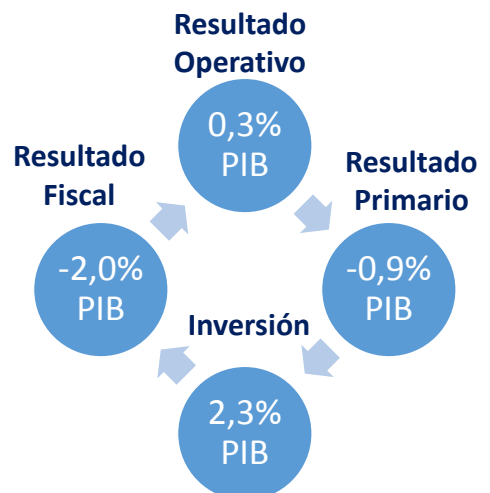 Resultado
Operativo
0,3%
PIB
Resultado
Primario
-0,9%
PIB
Inversión
2,3%
PIB
Resultado
Fiscal
-2,0%
PIB